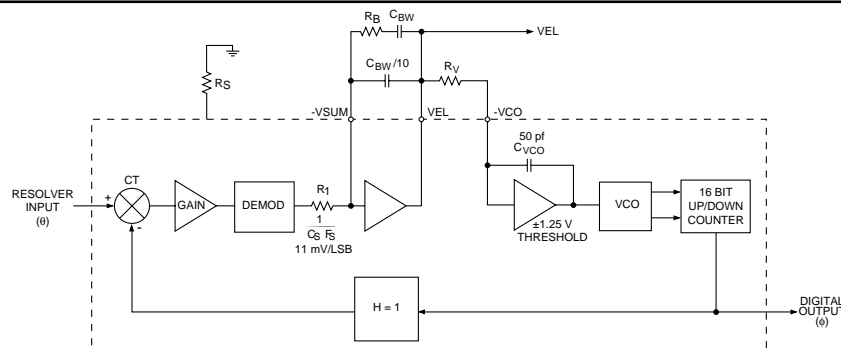 R_B
C_BW
VEL
R_S
C_BW/10
R_V
-VSUM
VEL
-VCO
50 pf
C_VCO
CT
R_1
RESOLVER
INPUT
(θ)
+
-
GAIN
DEMOD
1
C_S F_S
11 mV/LSB
±1.25 V
THRESHOLD
VCO
16 BIT
UP/DOWN
COUNTER
H = 1
DIGITAL
OUTPUT
(ϕ)